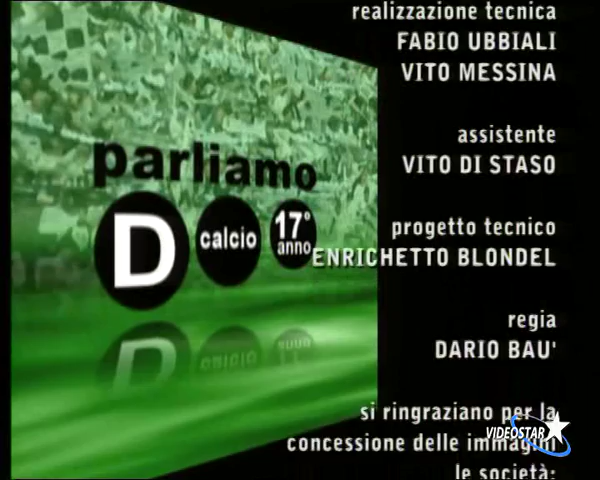 parliamo
D calcio 17° anno
realizzazione tecnica
FABIO UBBIALI
VITO MESSINA
assistente
VITO DI STASO
progetto tecnico
ENRICHETTO BLONDEL
regia
DARIO BAU'
si ringraziano per la
concessione delle immagini
le società:
VIDEOSTAR